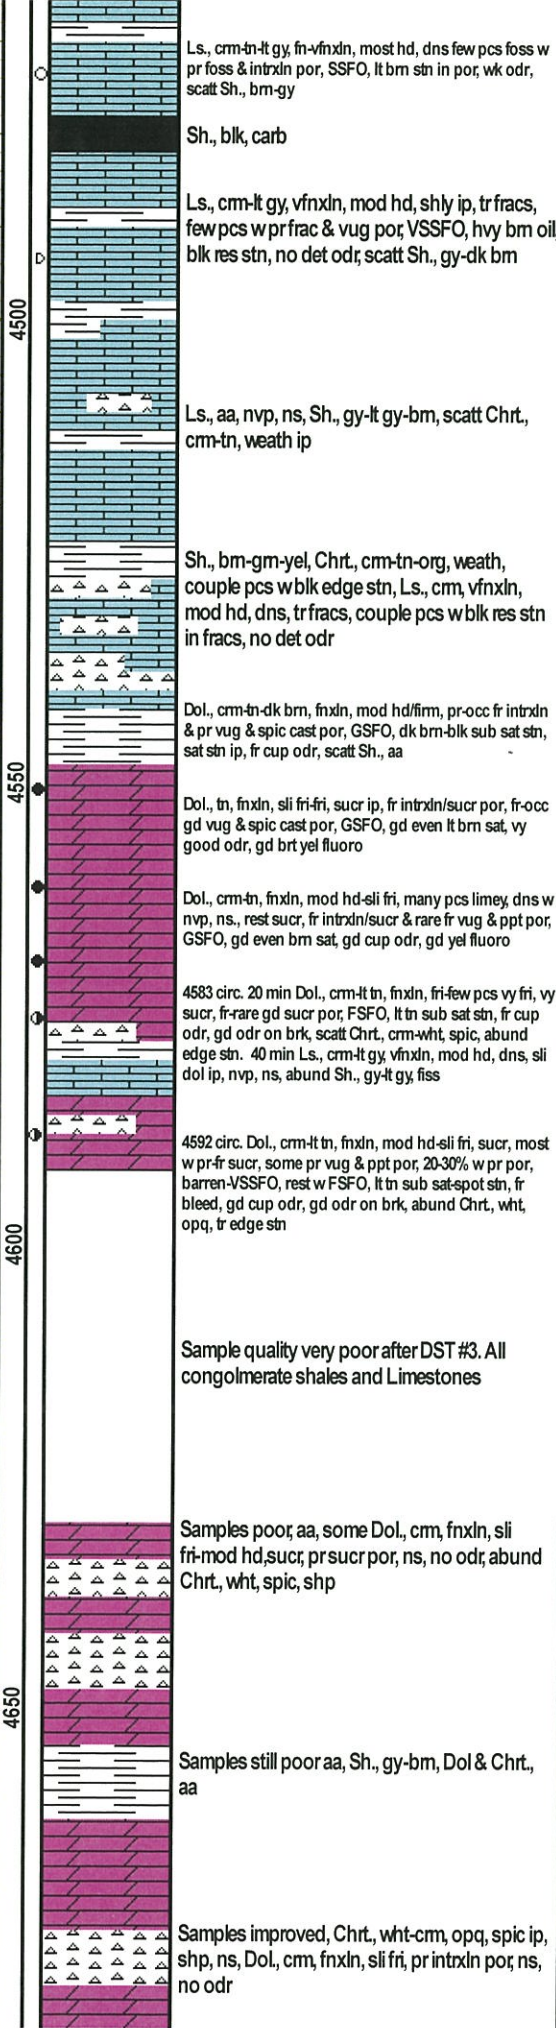 Ls., crm-tn-lt gy, fn-vfnxln, most hd, dns few pcs foss w
pr foss & intrxln por, SSFO, lt brn stn in por, wk odr,
scatt Sh., brn-gy
Sh., blk, carb
Ls., crm-lt gy, vfnxln, mod hd, shly ip, tr fracs,
few pcs w pr frac & vug por, VSSFO, hvy brn oil
blk res stn, no det odr, scatt Sh., gy-dk brn
4500
Ls., aa, nvp, ns, Sh., gy-lt gy-brn, scatt Chrt.,
crm-tn, weath ip
Sh., brn-grn-yel, Chrt., crm-tn-org, weath,
couple pcs w blk edge stn, Ls., crm, vfnxln,
mod hd, dns, tr fracs, couple pcs w blk res stn
in fracs, no det odr
Dol., crm-tn-dk brn, fnxln, mod hd/firm, pr-occ fr intrxln
& pr vug & spic cast por, GSFO, dk brn-blk sub sat stn,
sat stn ip, fr cup odr, scatt Sh., aa
4550
Dol., tn, fnxln, sli fri-fri, sucr ip, fr intrxln/sucr por, fr-occ
gd vug & spic cast por, GSFO, gd even lt brn sat, vy
good odr, gd brt yel fluoro
Dol., crm-tn, fnxln, mod hd-sli fri, many pcs limey, dns w
nvp, ns., rest sucr, fr intrxln/sucr & rare fr vug & ppt por,
GSFO, gd even brn sat, gd cup odr, gd yel fluoro
4583 circ. 20 min Dol., crm-lt tn, fnxln, fri-few pcs vy fri, vy
sucr, fr-rare gd sucr por, FSFO, lt tn sub sat stn, fr cup
odr, gd odr on brk, scatt Chrt., crm-wht, spic, abund
edge stn. 40 min Ls., crm-lt gy, vfnxln, mod hd, dns, sli
dol ip, nvp, ns, abund Sh., gy-lt gy, fiss
4592 circ. Dol., crm-lt tn, fnxln, mod hd-sli fri, sucr, most
w pr-fr sucr, some pr vug & ppt por, 20-30% w pr por,
barren-VSSFO, rest w FSFO, lt tn sub sat-spot stn, fr
bleed, gd cup odr, gd odr on brk, abund Chrt., wht,
opq, tr edge stn
4600
Sample quality very poor after DST #3. All
congolmerate shales and Limestones
Samples poor, aa, some Dol., crm, fnxln, sli
fri-mod hd,sucr, pr sucr por, ns, no odr, abund
Chrt., wht, spic, shp
4650
Samples still poor aa, Sh., gy-brn, Dol & Chrt.,
aa
Samples improved, Chrt., wht-crm, opq, spic ip,
shp, ns, Dol., crm, fnxln, sli fri, pr intrxln por, ns,
no odr